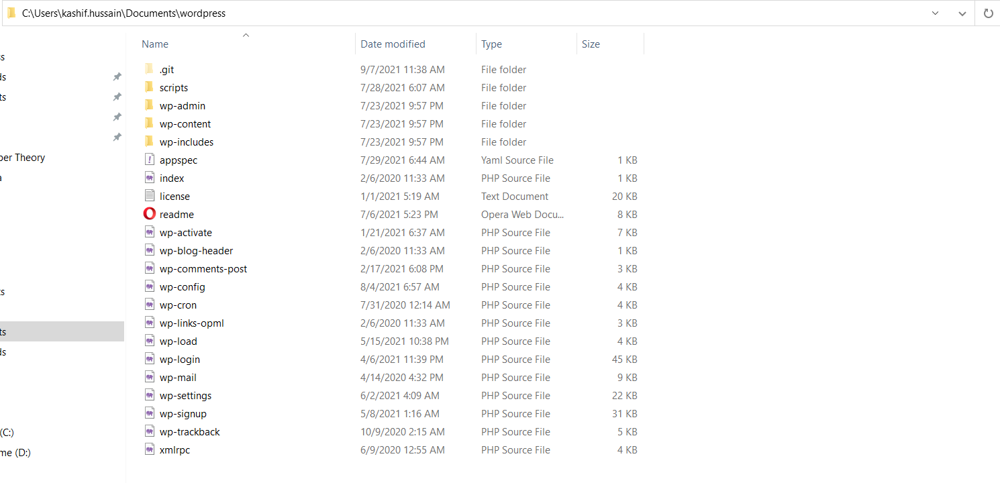 C:\Users\kashif.hussain\Documents\wordpress
Name Date modified Type Size
.git 9/7/2021 11:38 AM File folder
scripts 7/28/2021 6:07 AM File folder
wp-admin 7/23/2021 9:57 PM File folder
wp-content 7/23/2021 9:57 PM File folder
wp-includes 7/23/2021 9:57 PM File folder
appspec 7/29/2021 6:44 AM Yaml Source File 1 KB
index 2/6/2020 11:33 AM PHP Source File 1 KB
license 1/1/2021 5:19 AM Text Document 20 KB
readme 7/6/2021 5:23 PM Opera Web Docu... 8 KB
wp-activate 1/21/2021 6:37 AM PHP Source File 7 KB
wp-blog-header 2/6/2020 11:33 AM PHP Source File 1 KB
wp-comments-post 2/17/2021 6:08 PM PHP Source File 3 KB
wp-config 8/4/2021 6:57 AM PHP Source File 4 KB
wp-cron 7/31/2020 12:14 AM PHP Source File 4 KB
wp-links-opml 2/6/2020 11:33 AM PHP Source File 3 KB
wp-load 5/15/2021 10:38 PM PHP Source File 4 KB
wp-login 4/6/2021 11:39 PM PHP Source File 45 KB
wp-mail 4/14/2020 4:32 PM PHP Source File 9 KB
wp-settings 6/2/2021 4:09 AM PHP Source File 22 KB
wp-signup 5/8/2021 1:16 AM PHP Source File 31 KB
wp-trackback 10/9/2020 2:15 AM PHP Source File 5 KB
xmlrpc 6/9/2020 12:55 AM PHP Source File 4 KB
Theory
(C:)
(D:)